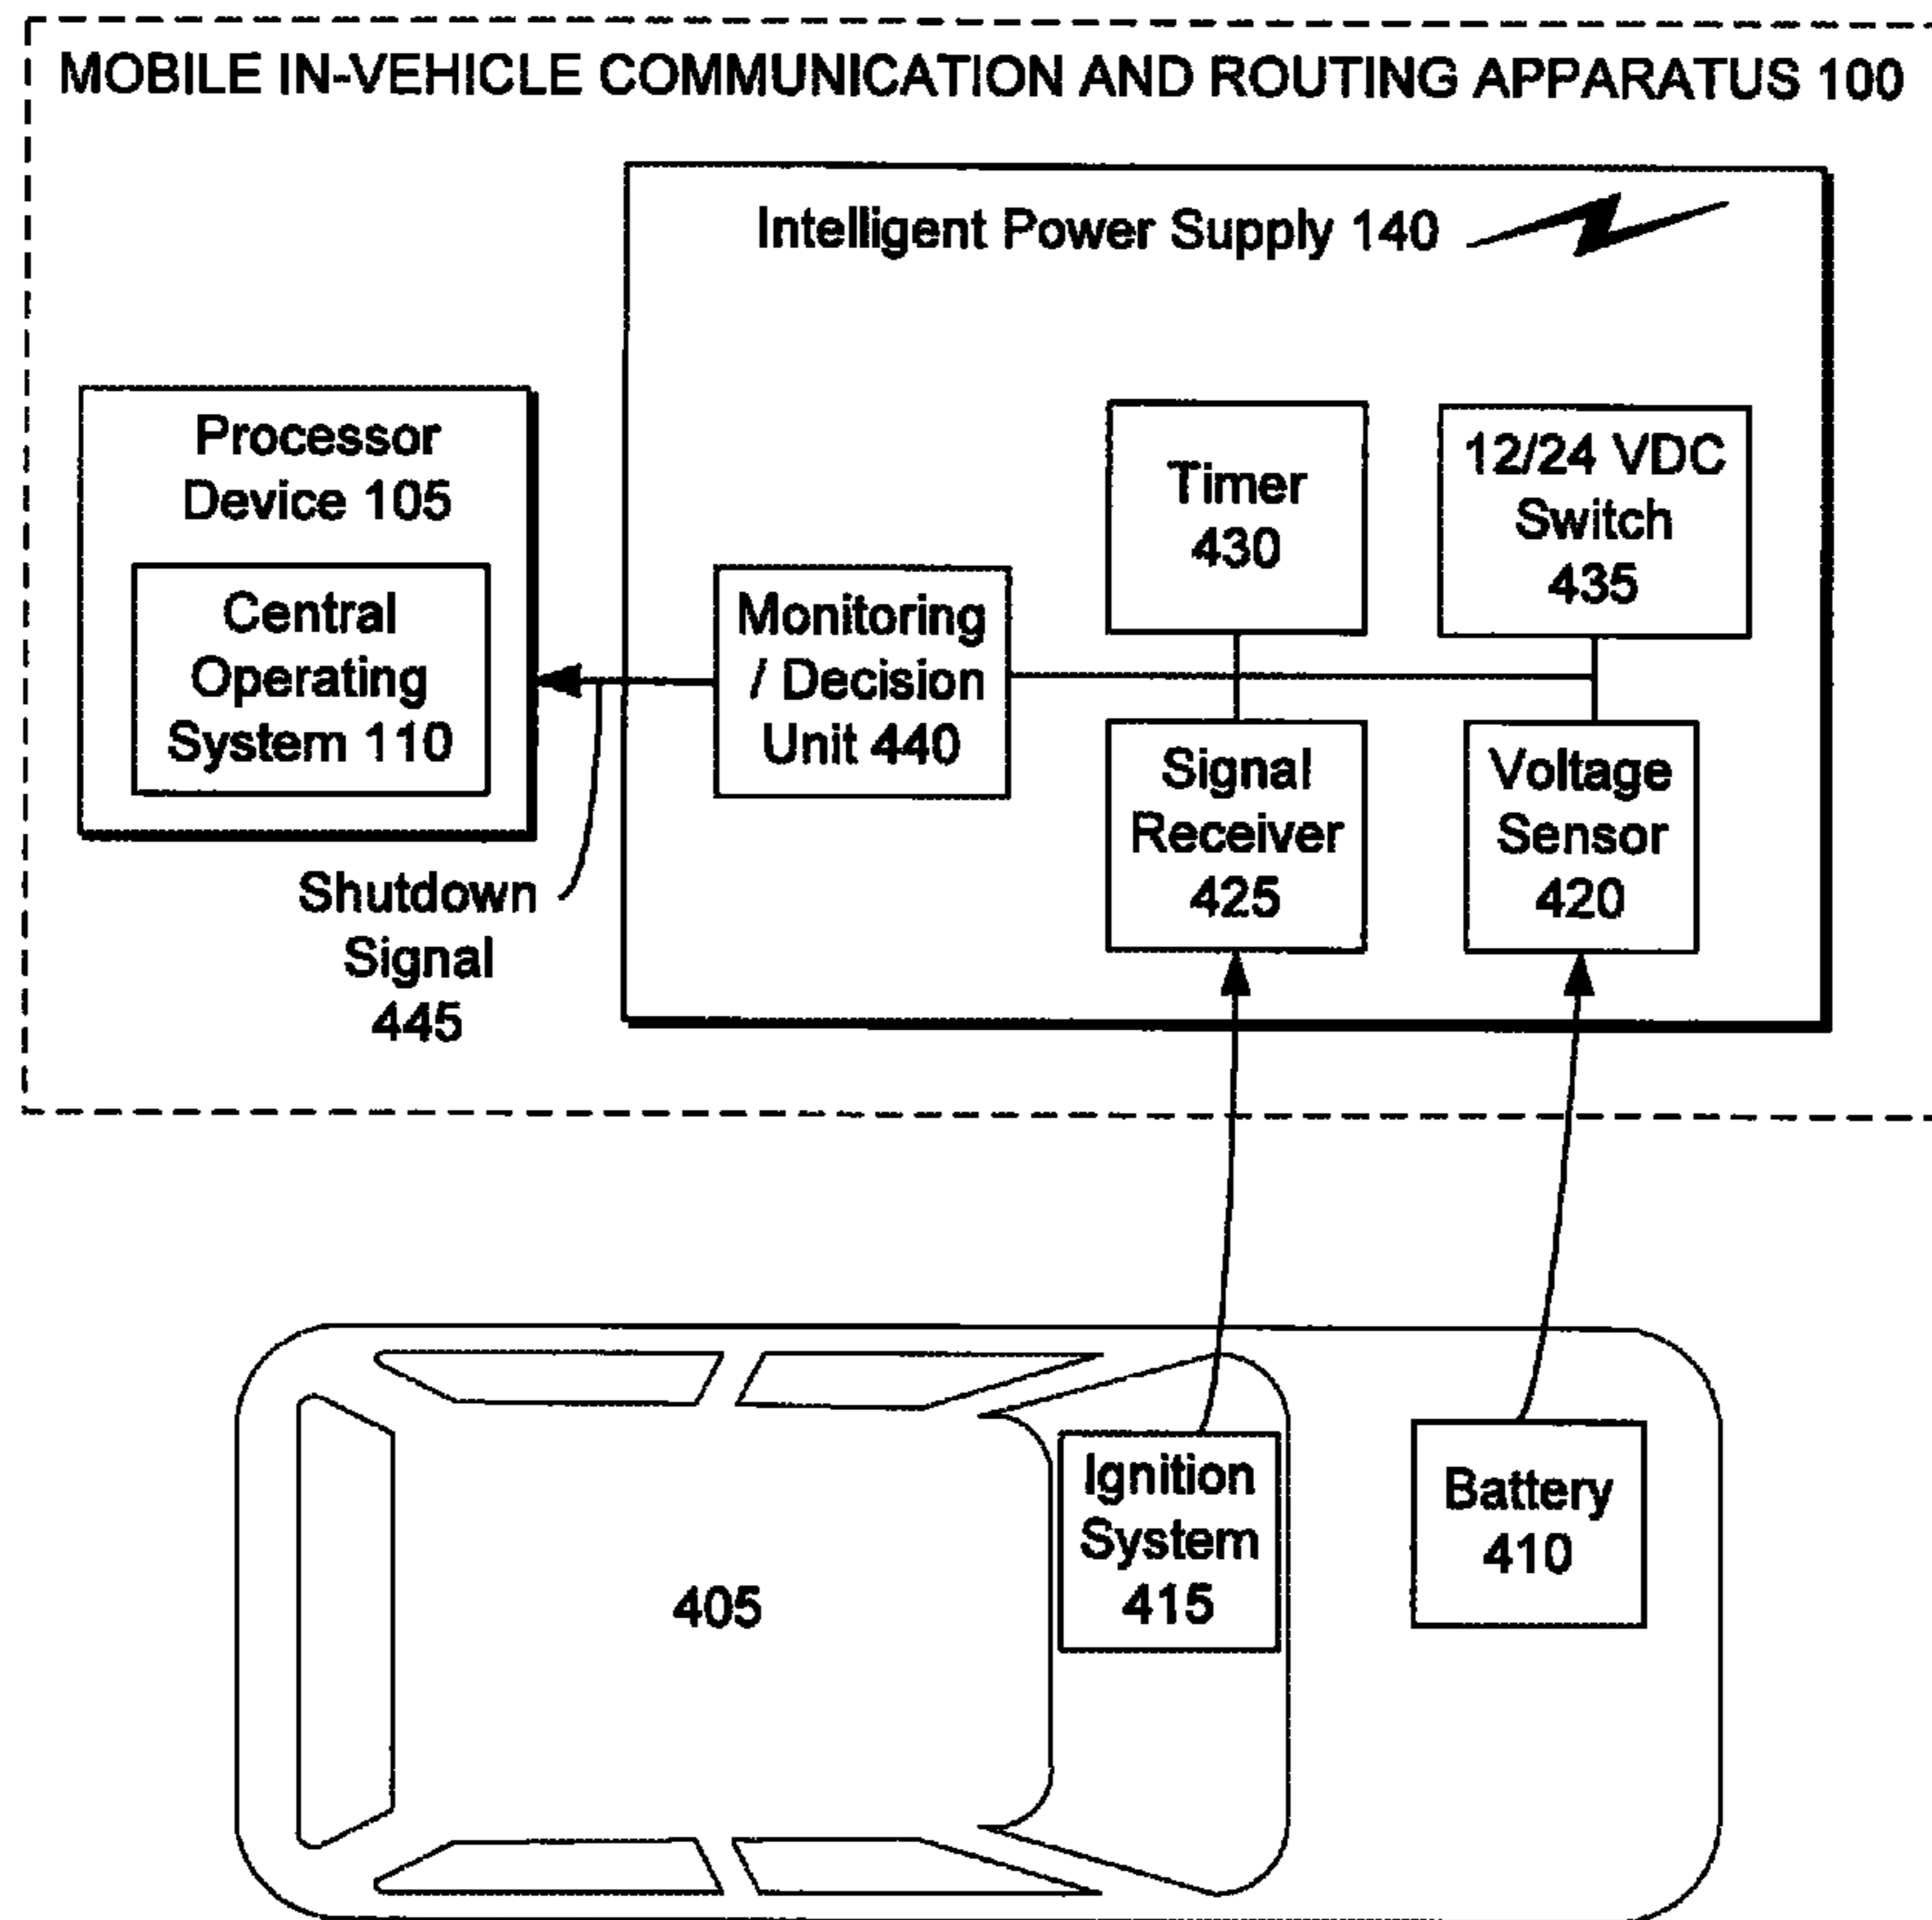 MOBILE IN-VEHICLE COMMUNICATION AND ROUTING APPARATUS 100
Intelligent Power Supply 140
Processor
Device 105
Central
Operating
System 110
Monitoring
/ Decision
Unit 440
Timer
430
12/24 VDC
Switch
435
Signal
Receiver
425
Voltage
Sensor
420
Shutdown
Signal
445
Ignition
System
415
Battery
410
405